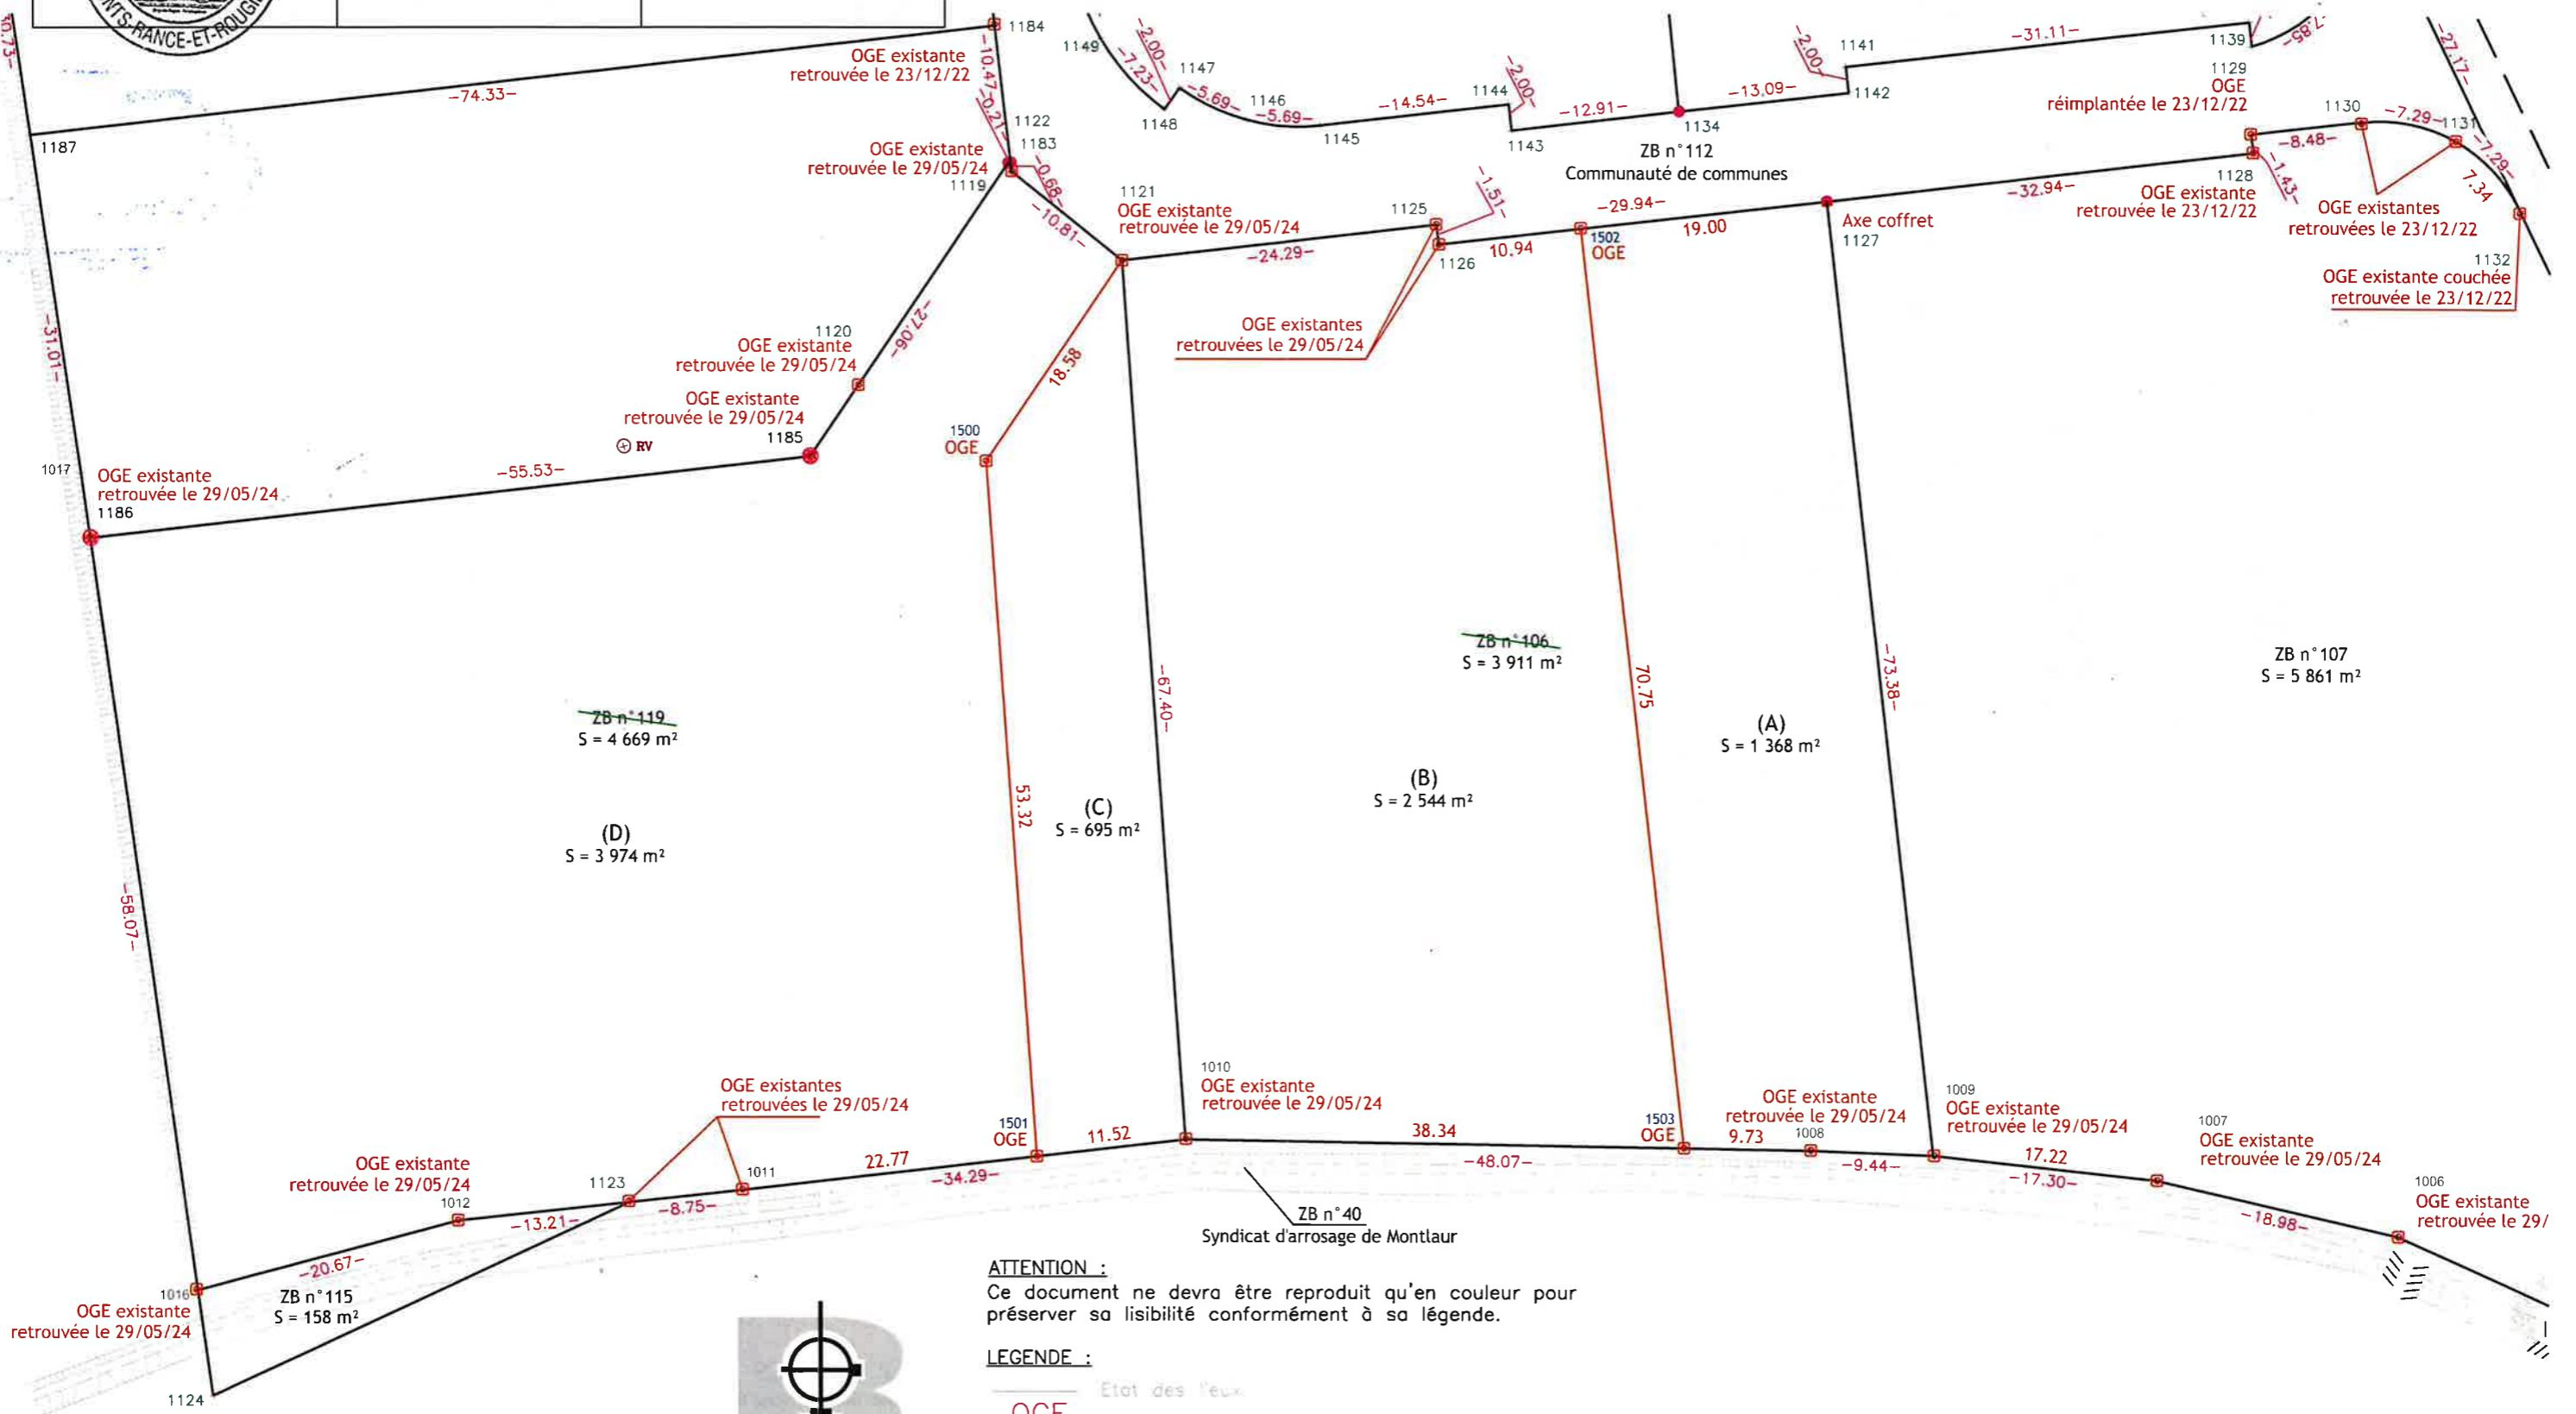 NTS-RANCE-ET-ROUGI
-31.11-
-27.17-
-7.85-
1184
OGE existante
retrouvée le 23/12/22
-10.47-
-0.21-
-74.33-
1187
1149
-7.23-
-2.00-
1147
1148
-5.69-
1146
-5.69-
1145
-14.54-
1144
-2.00-
1143
-12.91-
1134
-13.09-
-2.00-
1141
1142
1139
1129
OGE
réimplantée le 23/12/22
1130
-7.29-
1131
-7.29-
-8.48-
7.34
1122
1183
OGE existante
retrouvée le 29/05/24
1119
-0.68-
-10.81-
ZB n°112
Communauté de communes
1121
OGE existante
retrouvée le 29/05/24
-24.29-
1125
-1.51-
1126
10.94
-29.94-
1502
OGE
19.00
Axe coffret
1127
-32.94-
1128
OGE existante
retrouvée le 23/12/22
-1.43-
OGE existantes
retrouvées le 23/12/22
1132
OGE existante couchée
retrouvée le 23/12/22
-31.01-
-27.06-
1120
OGE existante
retrouvée le 29/05/24
OGE existante
retrouvée le 29/05/24
1185
RV
18.58
OGE existantes
retrouvées le 29/05/24
1500
OGE
-55.53-
1017
OGE existante
retrouvée le 29/05/24
1186
ZB n°106
S = 3 911 m²
ZB n°107
S = 5 861 m²
-67.40-
70.75
-73.38-
ZB n°119
S = 4 669 m²
(A)
S = 1 368 m²
(B)
S = 2 544 m²
53.32
(C)
S = 695 m²
(D)
S = 3 974 m²
-58.07-
OGE existantes
retrouvées le 29/05/24
1010
OGE existante
retrouvée le 29/05/24
1501
OGE
11.52
38.34
1503
OGE
OGE existante
retrouvée le 29/05/24
9.73
1008
1009
OGE existante
retrouvée le 29/05/24
1007
OGE existante
retrouvée le 29/05/24
22.77
-34.29-
1011
-48.07-
-9.44-
17.22
-17.30-
OGE existante
retrouvée le 29/05/24
1012
1123
-8.75-
-13.21-
-18.98-
1006
OGE existante
retrouvée le 29/
ZB n°40
Syndicat d'arrosage de Montlaur
-20.67-
1016
OGE existante
retrouvée le 29/05/24
ZB n°115
S = 158 m²
1124
ATTENTION :
Ce document ne devra être reproduit qu'en couleur pour
préserver sa lisibilité conformément à sa légende.
LEGENDE :
Etat des lieux
OGE